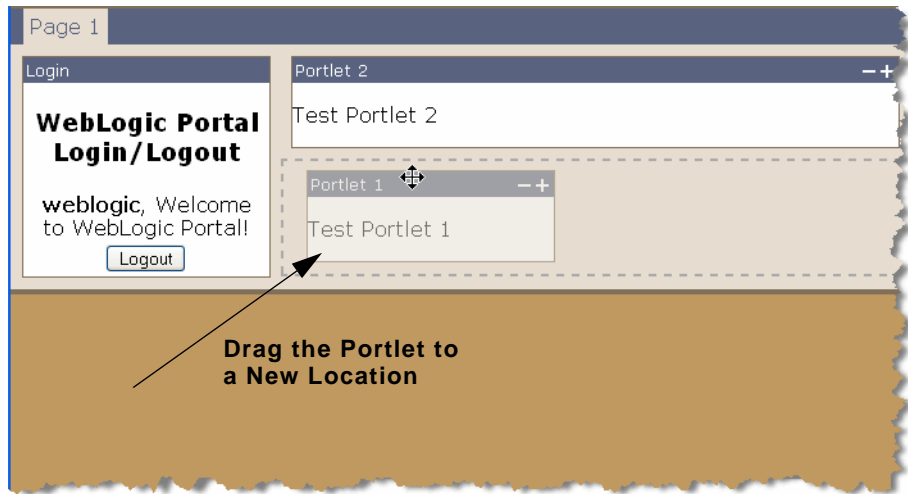 Page 1
Login
WebLogic Portal
Login/Logout
weblogic, Welcome
to WebLogic Portal!
Logout
Portlet 2
Test Portlet 2
Portlet 1
Test Portlet 1
Drag the Portlet to
a New Location